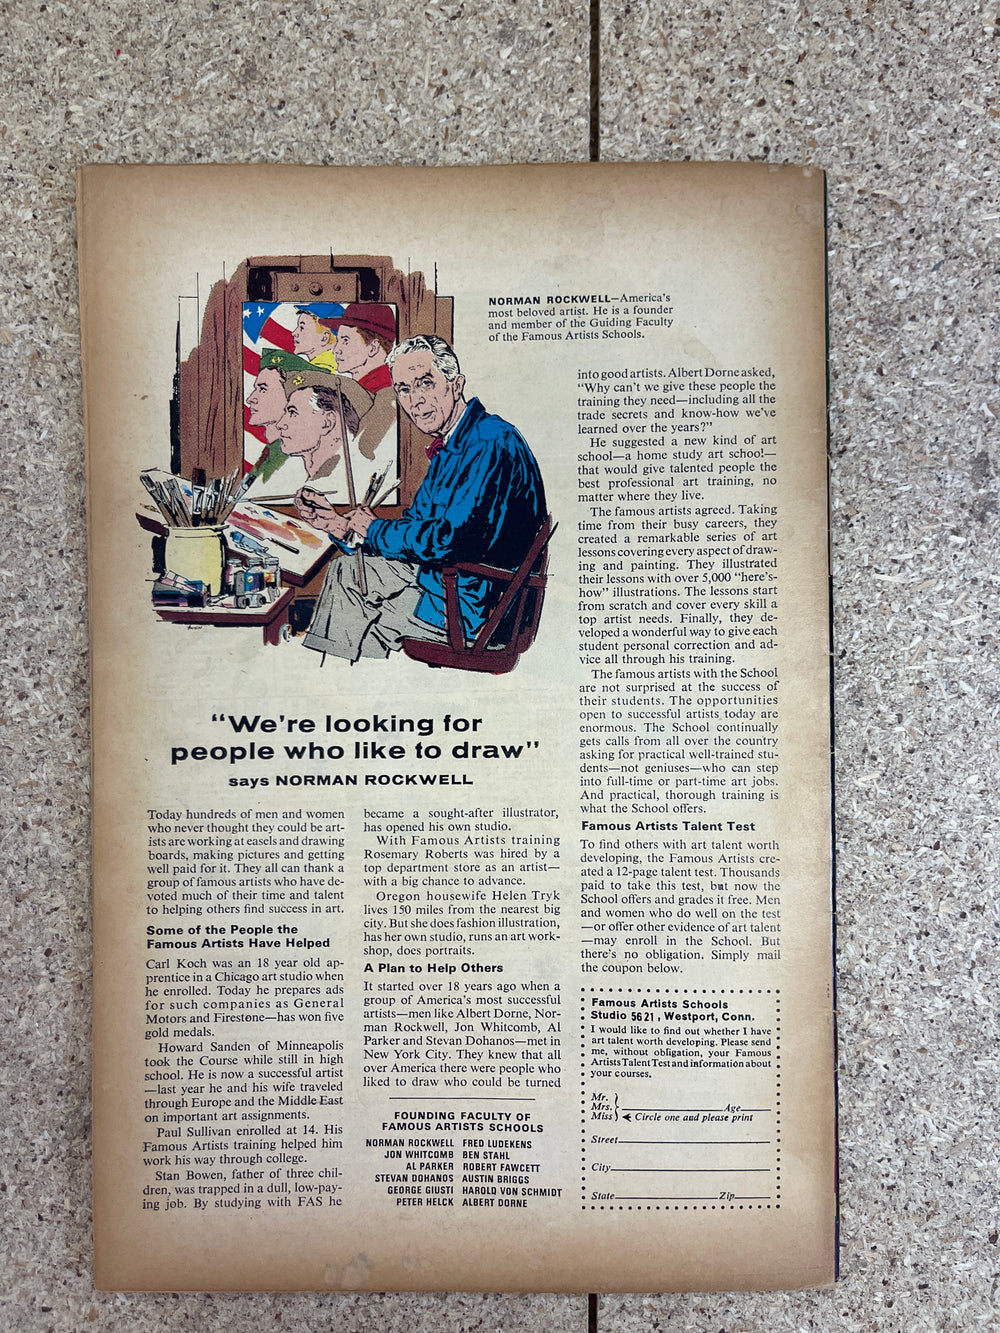 NORMAN ROCKWELL—America's
most beloved artist. He is a founder
and member of the Guiding Faculty
of the Famous Artists Schools.
"We're looking for
people who like to draw"
says NORMAN ROCKWELL
Today hundreds of men and women
who never thought they could be art-
ists are working at easels and drawing
boards, making pictures and getting
well paid for it. They all can thank a
group of famous artists who have de-
voted much of their time and talent
to helping others find success in art.
Some of the People the
Famous Artists Have Helped
Carl Koch was an 18 year old ap-
prentice in a Chicago art studio when
he enrolled. Today he prepares ads
for such companies as General
Motors and Firestone—has won five
gold medals.
Howard Sanden of Minneapolis
took the Course while still in high
school. He is now a successful artist
—last year he and his wife traveled
through Europe and the Middle East
on important art assignments.
Paul Sullivan enrolled at 14. His
Famous Artists training helped him
work his way through college.
Stan Bowen, father of three chil-
dren, was trapped in a dull, low-pay-
ing job. By studying with FAS he
became a sought-after illustrator,
has opened his own studio.
With Famous Artists training
Rosemary Roberts was hired by a
top department store as an artist—
with a big chance to advance.
Oregon housewife Helen Tryk
lives 150 miles from the nearest big
city. But she does fashion illustration,
has her own studio, runs an art work-
shop, does portraits.
A Plan to Help Others
It started over 18 years ago when a
group of America's most successful
artists—men like Albert Dorne, Nor-
man Rockwell, Jon Whitcomb, Al
Parker and Stevan Dohanos—met in
New York City. They knew that all
over America there were people who
liked to draw who could be turned
FOUNDING FACULTY OF
FAMOUS ARTISTS SCHOOLS
NORMAN ROCKWELL FRED LUDEKENS
JON WHITCOMB BEN STAHL
AL PARKER ROBERT FAWCETT
STEVAN DOHANOS AUSTIN BRIGGS
GEORGE GIUSTI HAROLD VON SCHMIDT
PETER HELCK ALBERT DORNE
into good artists. Albert Dorne asked,
"Why can't we give these people the
training they need—including all the
trade secrets and know-how we've
learned over the years?"
He suggested a new kind of art
school—a home study art school—
that would give talented people the
best professional art training, no
matter where they live.
The famous artists agreed. Taking
time from their busy careers, they
created a remarkable series of art
lessons covering every aspect of draw-
ing and painting. They illustrated
their lessons with over 5,000 "here's-
how" illustrations. The lessons start
from scratch and cover every skill a
top artist needs. Finally, they de-
veloped a wonderful way to give each
student personal correction and ad-
vice all through his training.
The famous artists with the School
are not surprised at the success of
their students. The opportunities
open to successful artists today are
enormous. The School continually
gets calls from all over the country
asking for practical well-trained stu-
dents—not geniuses—who can step
into full-time or part-time art jobs.
And practical, thorough training is
what the School offers.
Famous Artists Talent Test
To find others with art talent worth
developing, the Famous Artists cre-
ated a 12-page talent test. Thousands
paid to take this test, but now the
School offers and grades it free. Men
and women who do well on the test
—or offer other evidence of art talent
—may enroll in the School. But
there's no obligation. Simply mail
the coupon below.
Famous Artists Schools
Studio 5621, Westport, Conn.
I would like to find out whether I have
art talent worth developing. Please send
me, without obligation, your Famous
Artists Talent Test and information about
your courses.
Mr.
Mrs. Age
Miss Circle one and please print
Street
City
State Zip